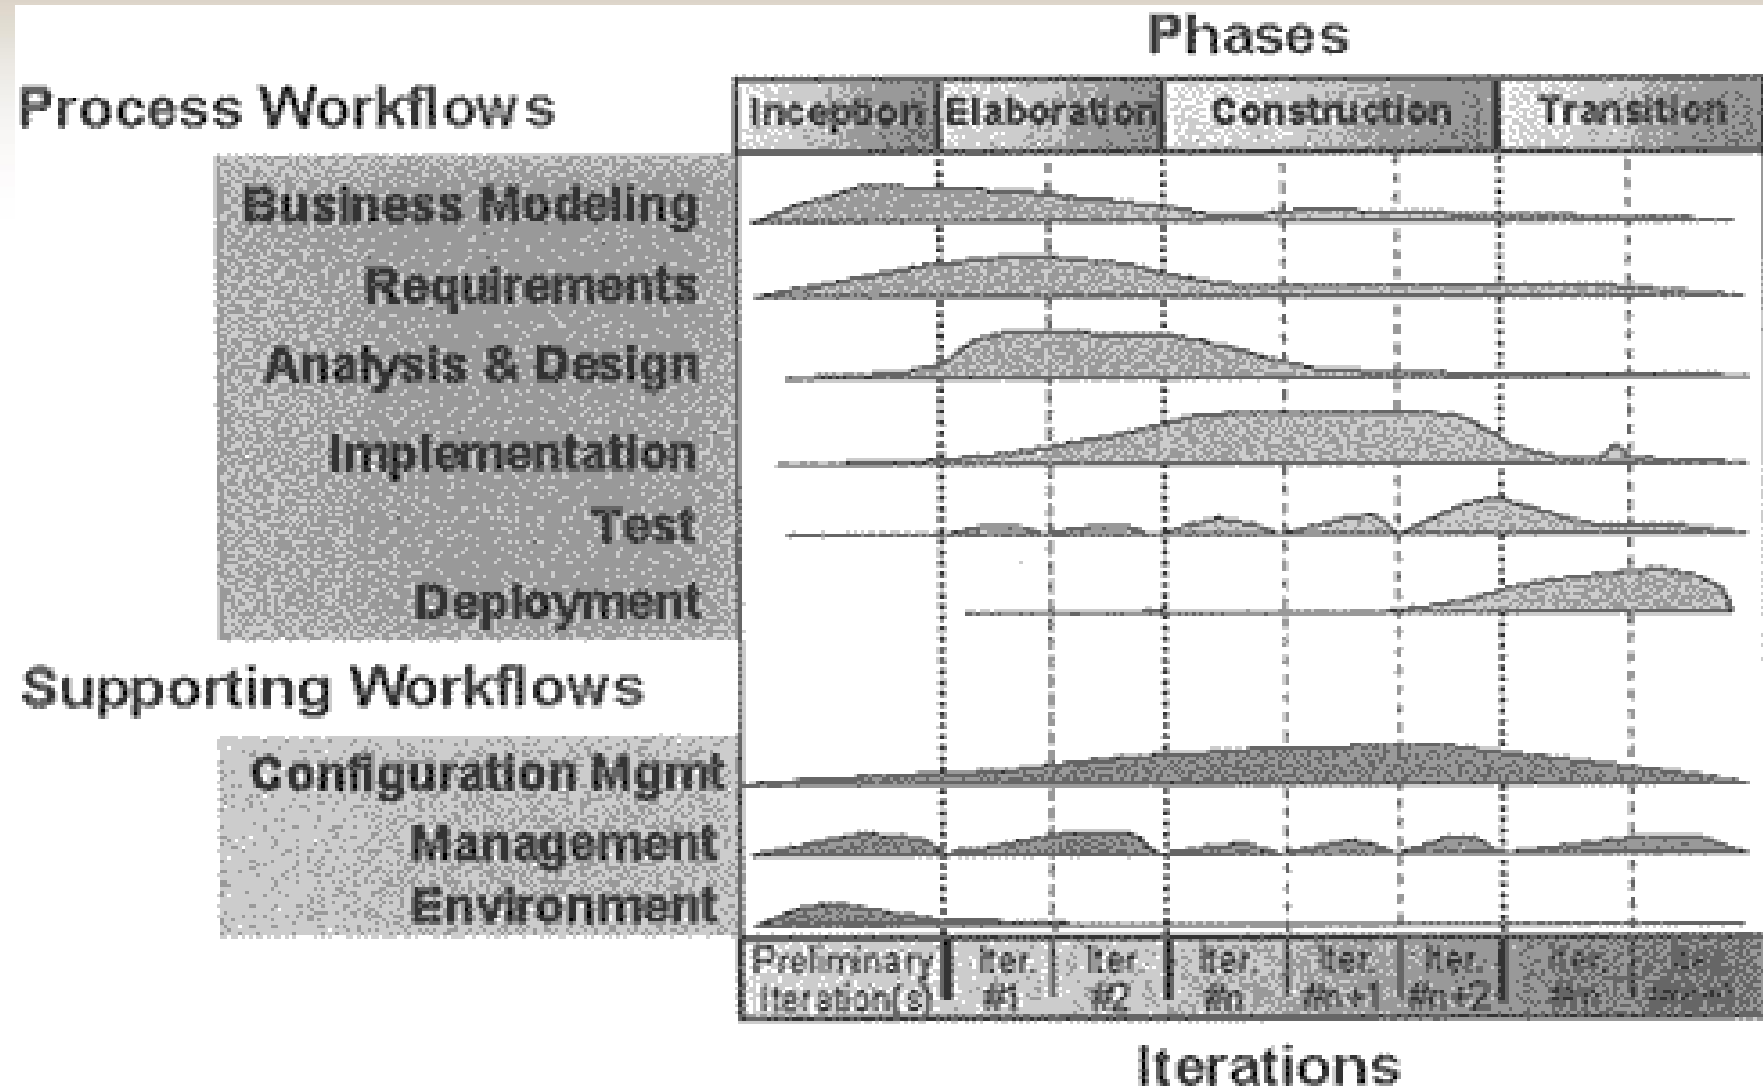 Phases
Process Workflows
Inception Elaboration Construction Transition
Business Modeling
Requirements
Analysis & Design
Implementation
Test
Deployment
Supporting Workflows
Configuration Mgmt
Management
Environment
Preliminary Iter. Iter. Iter. Iter. Iter. Iter.
Iteration(s) #1 #2 #n #n+1 #n+2 #m
Iterations